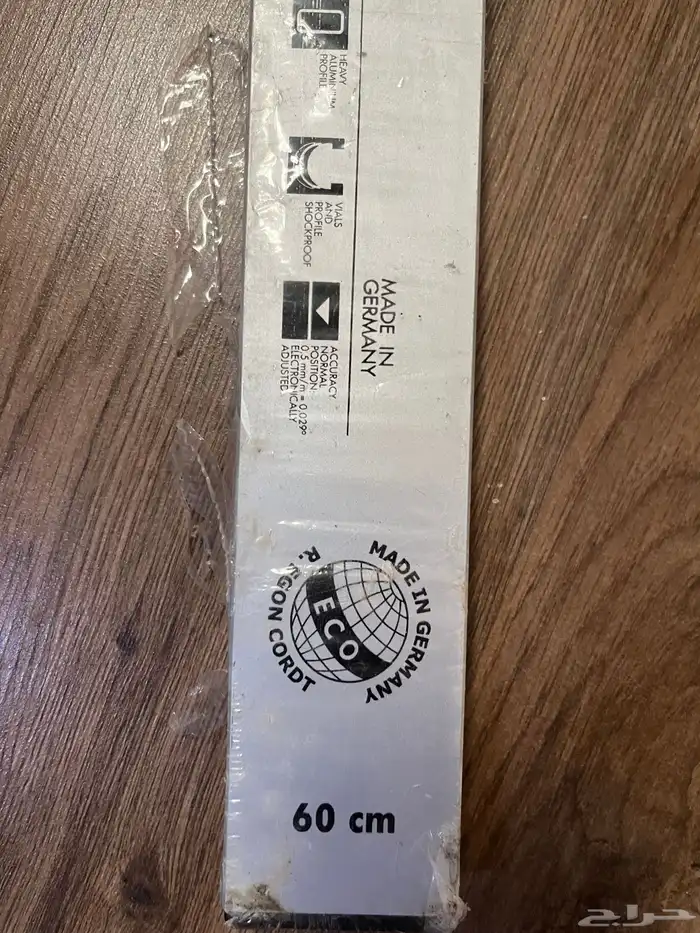 HEAVY
ALUMINIUM
PROFILE
VIALS
AND
PROFILE
SHOCKPROOF
ACCURACY
NORMAL
POSITION:
0.5 mm/m = 0.029°
ELECTRONICALLY
ADJUSTED
MADE IN
GERMANY
MADE IN GERMANY
ECO
CORDT
60 cm
حراج